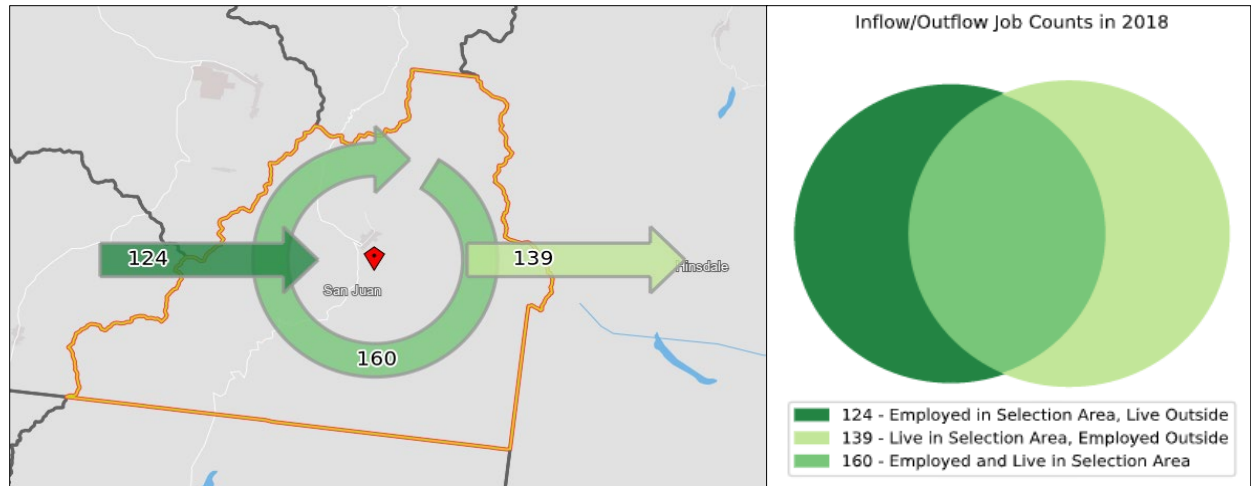 124
139
Hinsdale
San Juan
160
Inflow/Outflow Job Counts in 2018
124 - Employed in Selection Area, Live Outside
139 - Live in Selection Area, Employed Outside
160 - Employed and Live in Selection Area